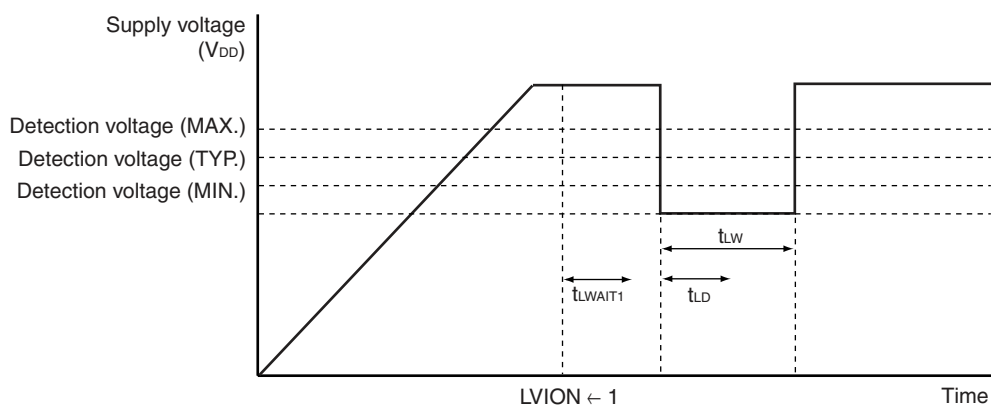 Supply voltage
(VDD)
Detection voltage (MAX.)
Detection voltage (TYP.)
Detection voltage (MIN.)
tLW
tLWAIT1
tLD
LVION ← 1
Time